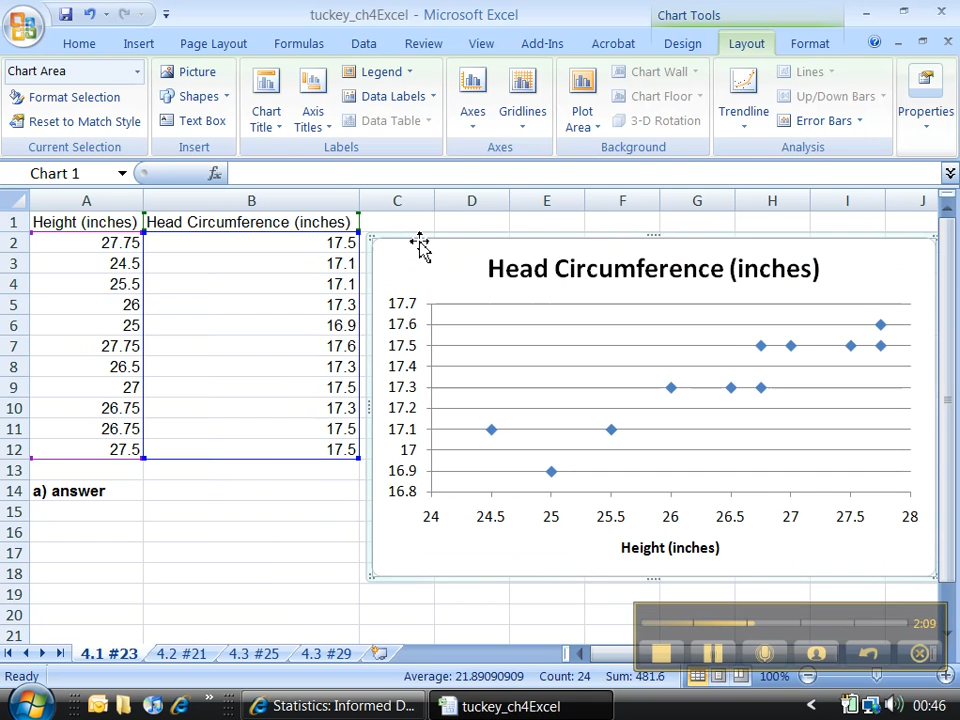 tuckey_ch4Excel - Microsoft Excel
Chart Tools
Home Insert Page Layout Formulas Data Review View Add-Ins Acrobat Design Layout Format
Chart Area
Format Selection
Reset to Match Style
Current Selection
Picture
Shapes
Text Box
Insert
Chart Title
Axis Titles
Legend
Data Labels
Data Table
Labels
Axes
Gridlines
Axes
Plot Area
Chart Wall
Chart Floor
3-D Rotation
Background
Trendline
Lines
Up/Down Bars
Error Bars
Analysis
Properties
Chart 1
fx
A B C D E F G H I J
1 Height (inches) Head Circumference (inches)
2 27.75 17.5
3 24.5 17.1
4 25.5 17.1
5 26 17.3
6 25 16.9
7 27.75 17.6
8 26.5 17.3
9 27 17.5
10 26.75 17.3
11 26.75 17.5
12 27.5 17.5
13
14 a) answer
15
16
17
18
19
20
21
Head Circumference (inches)
17.7
17.6
17.5
17.4
17.3
17.2
17.1
17
16.9
16.8
24 24.5 25 25.5 26 26.5 27 27.5 28
Height (inches)
2:09
4.1 #23 4.2 #21 4.3 #25 4.3 #29
Ready Average: 21.89090909 Count: 24 Sum: 481.6 100%
Statistics: Informed D... tuckey_ch4Excel 00:46